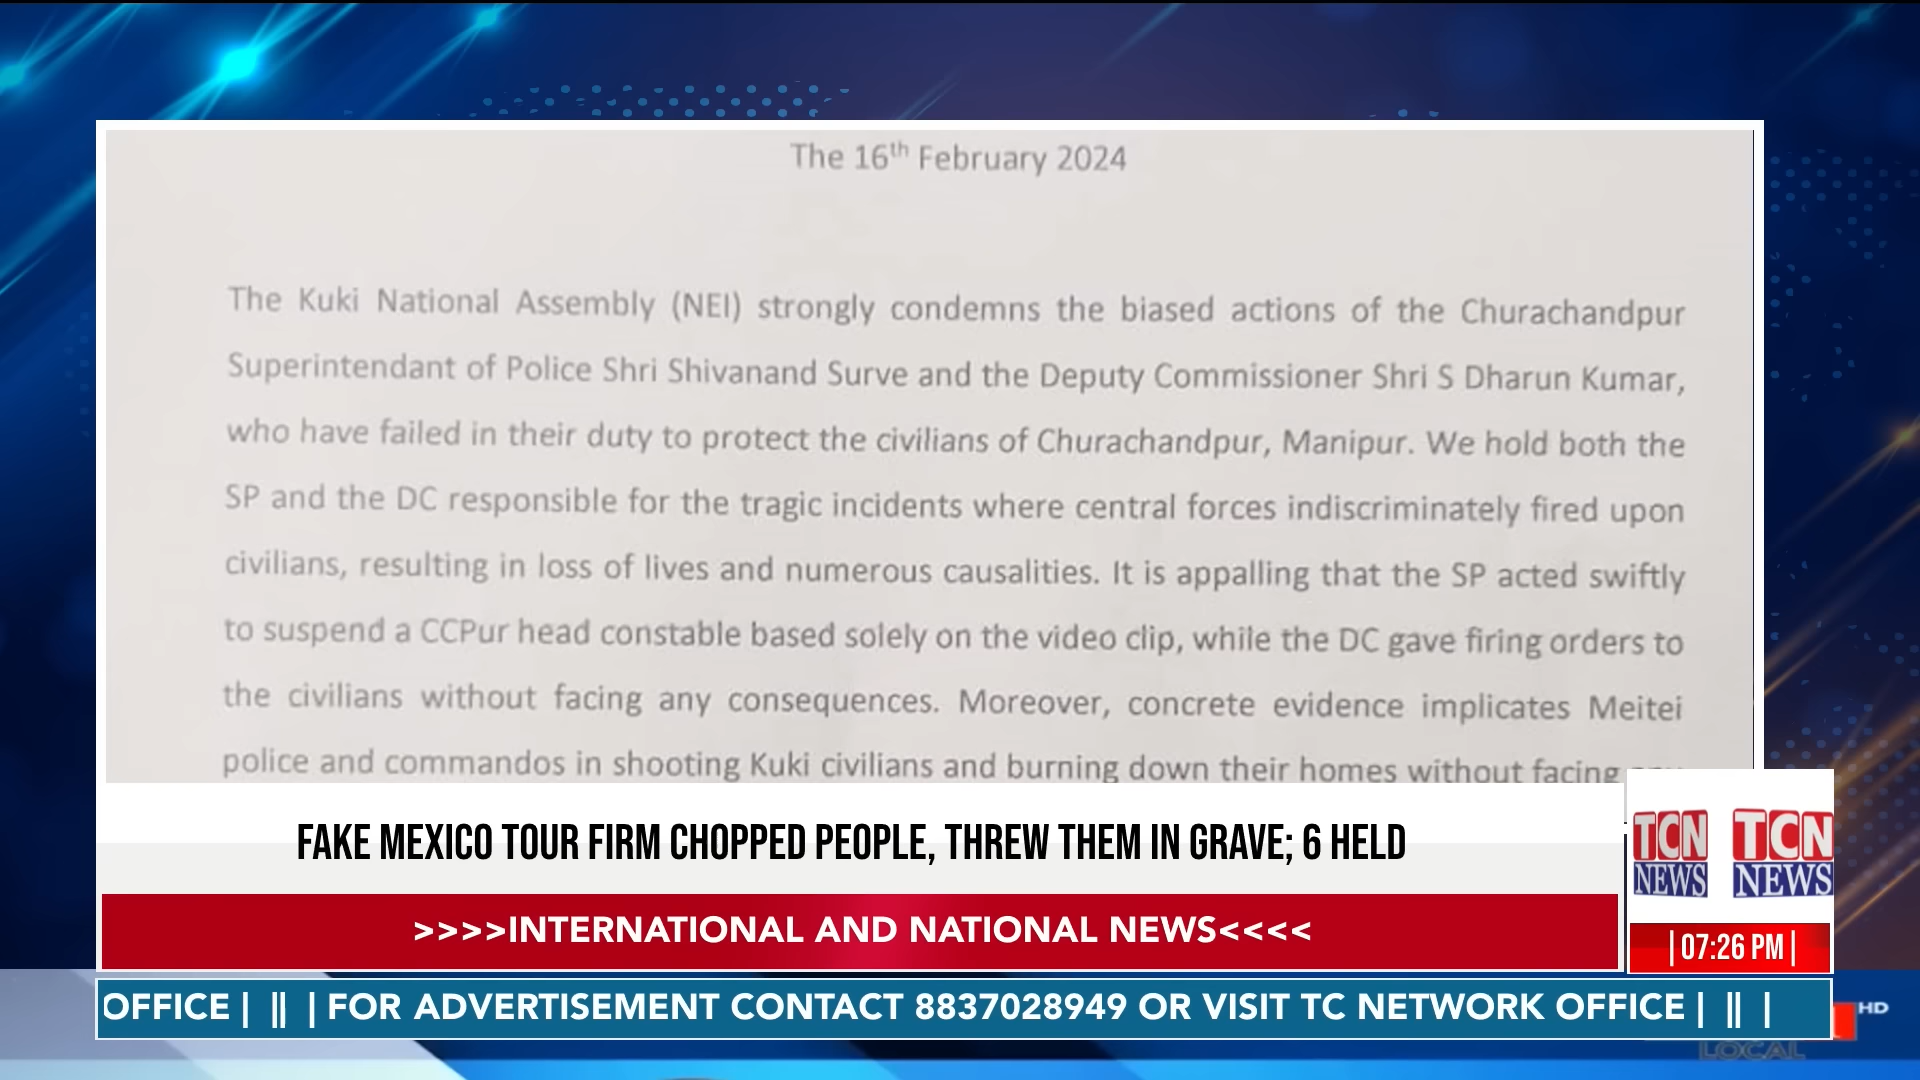 The 16th February 2024
The Kuki National Assembly (NEI) strongly condemns the biased actions of the Churachandpur
Superintendant of Police Shri Shivanand Surve and the Deputy Commissioner Shri S Dharun Kumar,
who have failed in their duty to protect the civilians of Churachandpur, Manipur. We hold both the
SP and the DC responsible for the tragic incidents where central forces indiscriminately fired upon
civilians, resulting in loss of lives and numerous causalities. It is appalling that the SP acted swiftly
to suspend a CCPur head constable based solely on the video clip, while the DC gave firing orders to
the civilians without facing any consequences. Moreover, concrete evidence implicates Meitei
police and commandos in shooting Kuki civilians and burning down their homes without facing
FAKE MEXICO TOUR FIRM CHOPPED PEOPLE, THREW THEM IN GRAVE; 6 HELD
TCN NEWS TCN NEWS
>>>>INTERNATIONAL AND NATIONAL NEWS<<<<
|07:26 PM|
OFFICE | || | FOR ADVERTISEMENT CONTACT 8837028949 OR VISIT TC NETWORK OFFICE | || |
HD
LOCAL